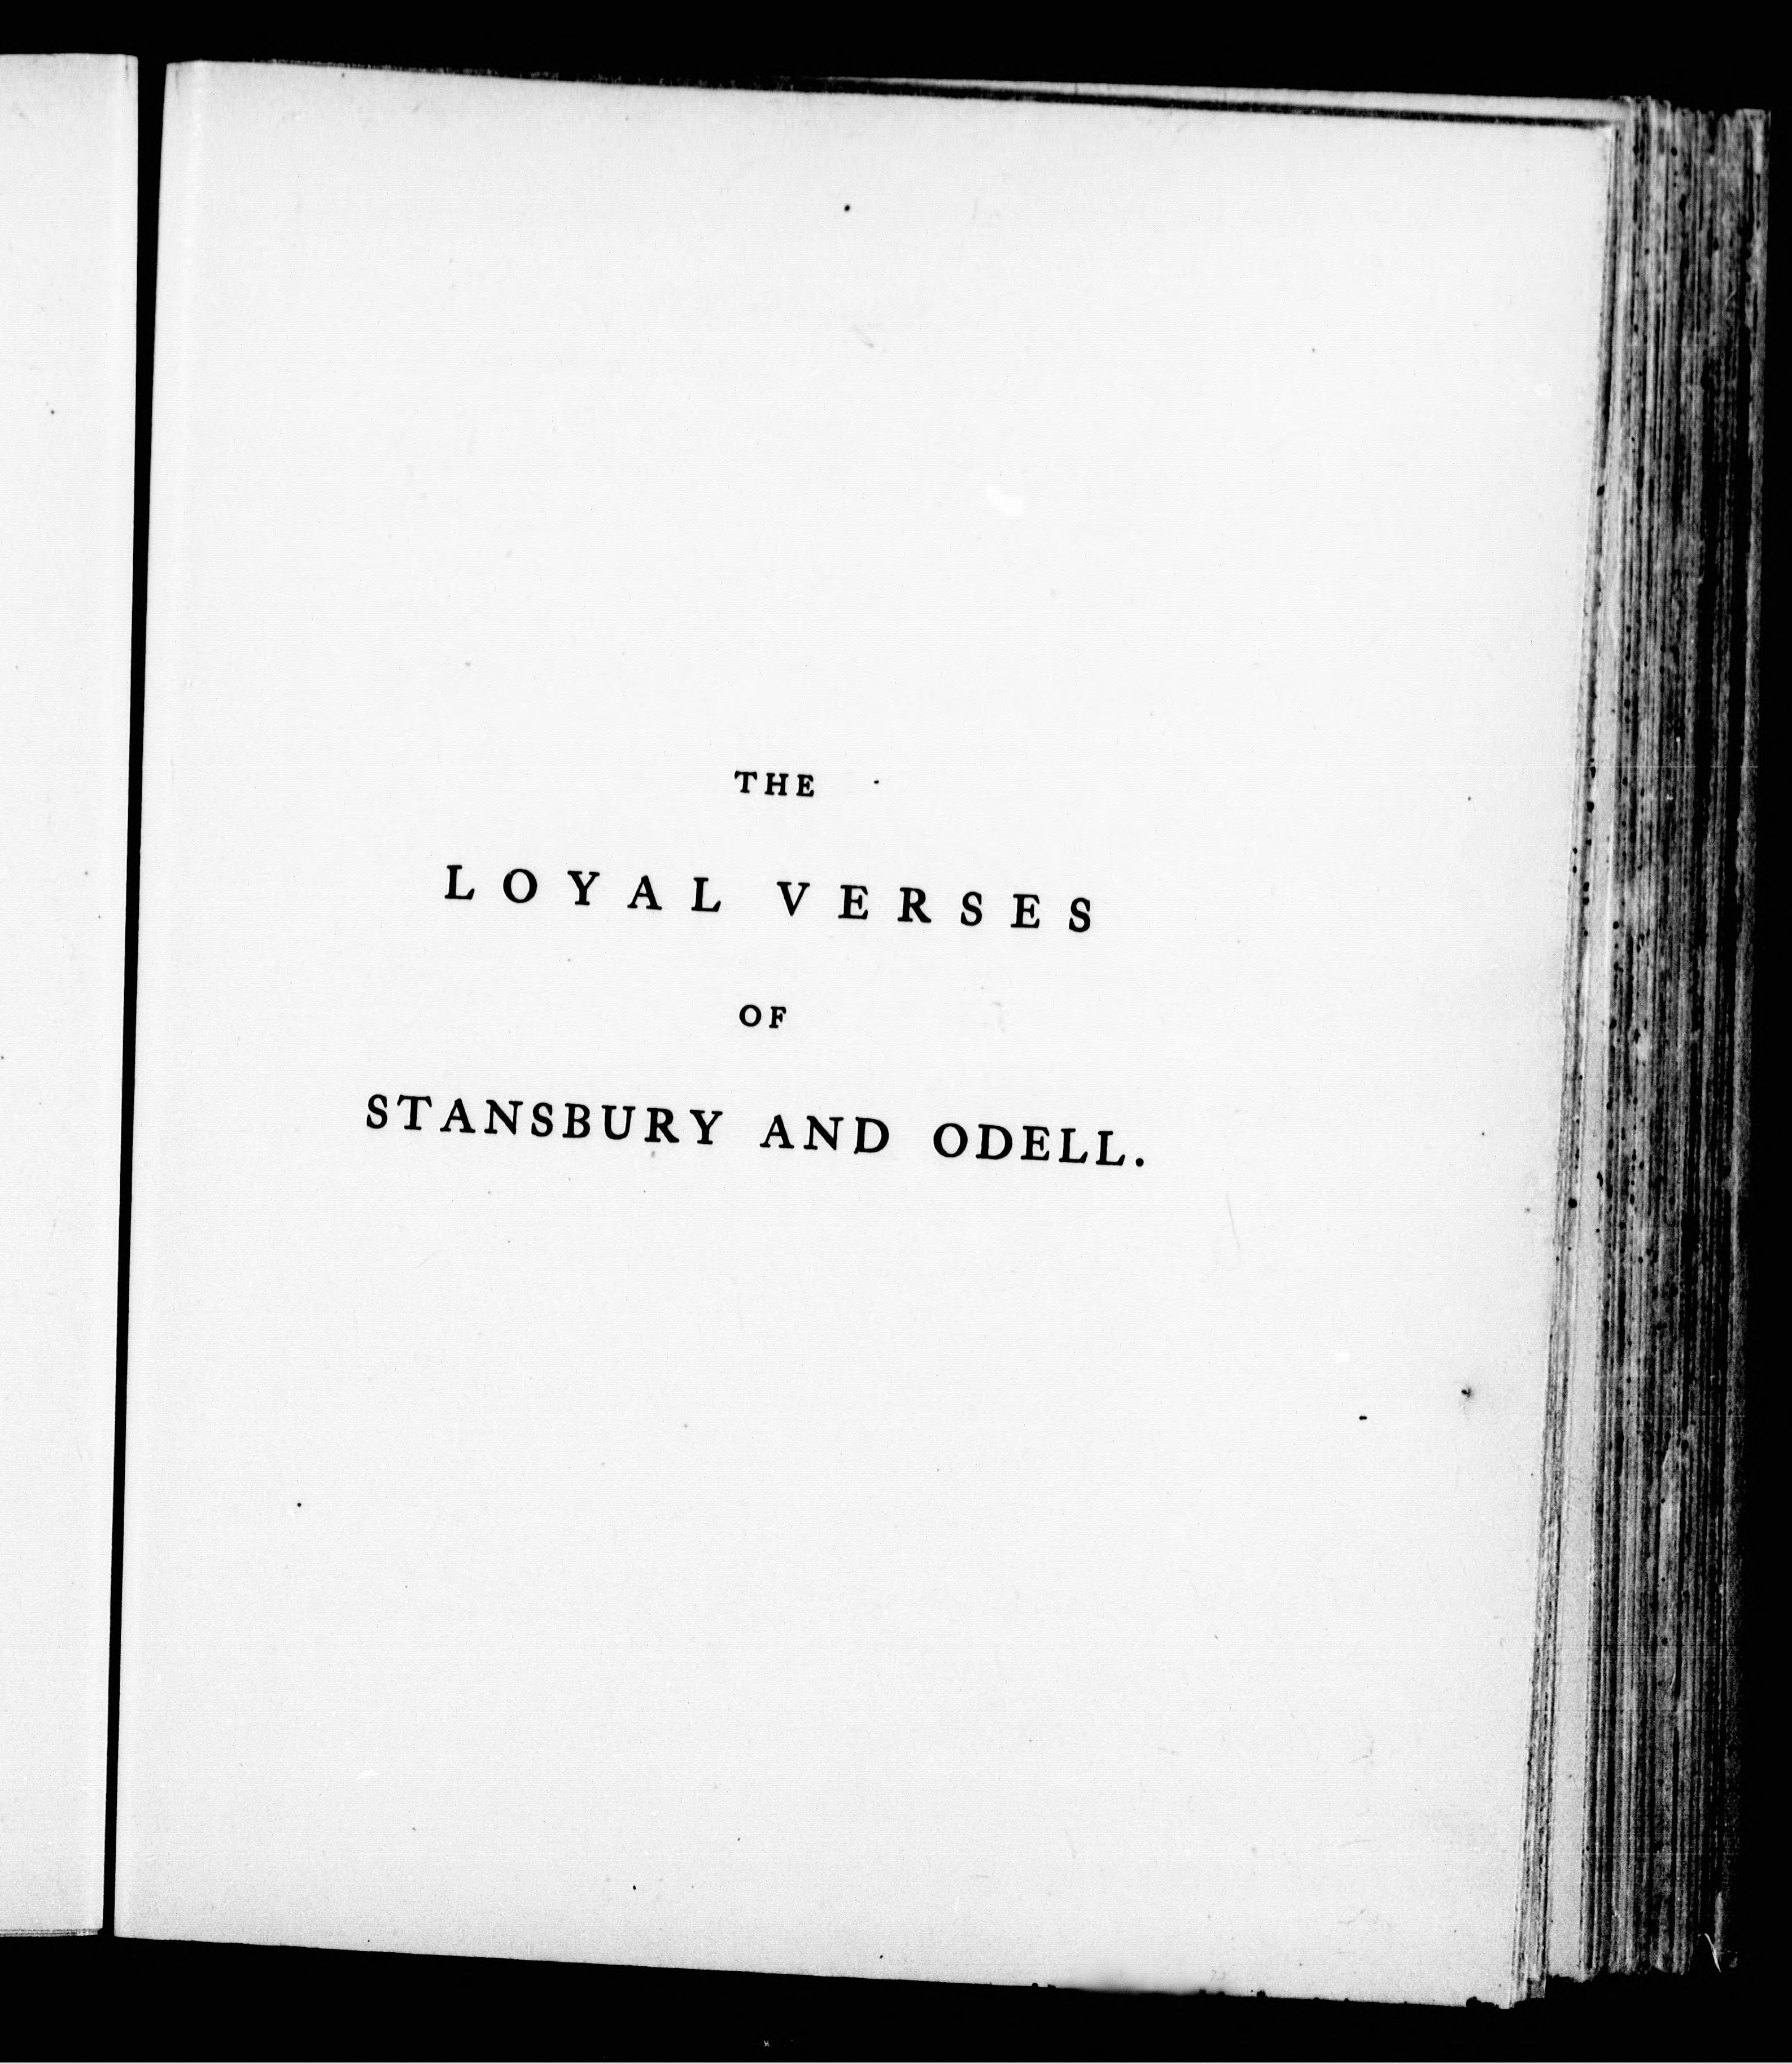 THE
LOYAL VERSES
OF
STANSBURY AND ODELL.